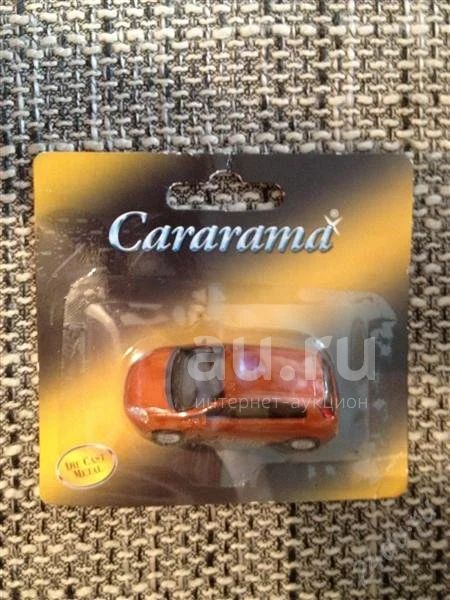 Cararama
au.ru
интернет-аукцион
DIE CAST
METAL